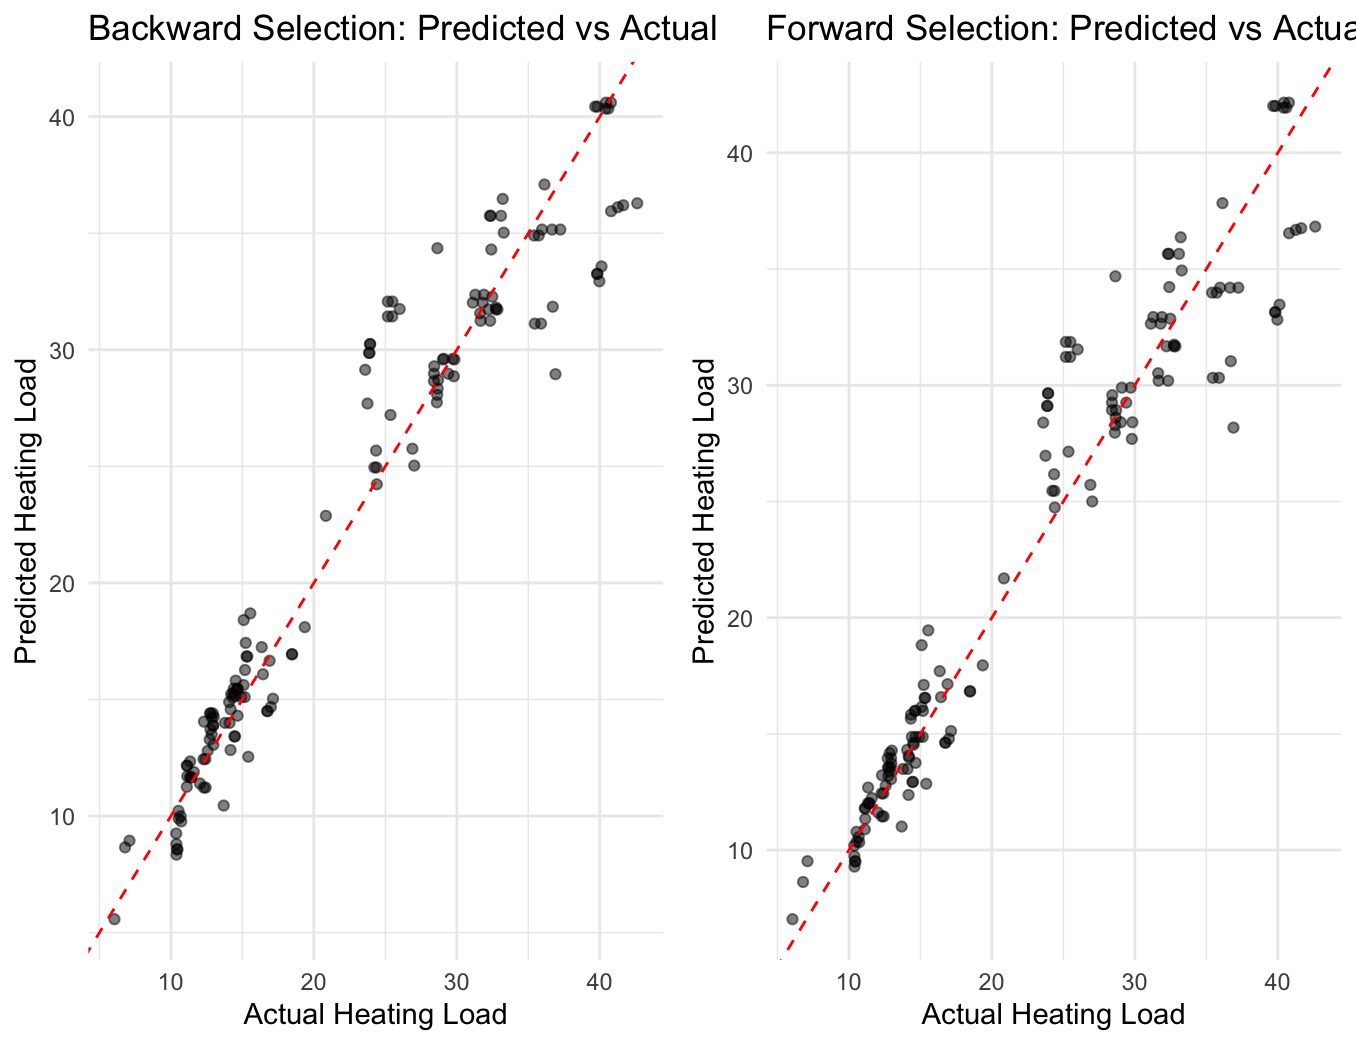 Backward Selection: Predicted vs Actual
Predicted Heating Load
40
30
20
10
10 20 30 40
Actual Heating Load
Forward Selection: Predicted vs Actua
Predicted Heating Load
40
30
20
10
10 20 30 40
Actual Heating Load